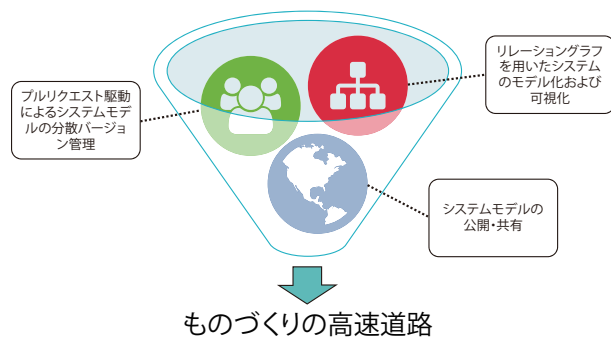 プルリクエスト駆動
によるシステムモデ
ルの分散バージョ
ン管理
リレーショングラフ
を用いたシステム
のモデル化および
可視化
システムモデルの
公開・共有
ものづくりの高速道路